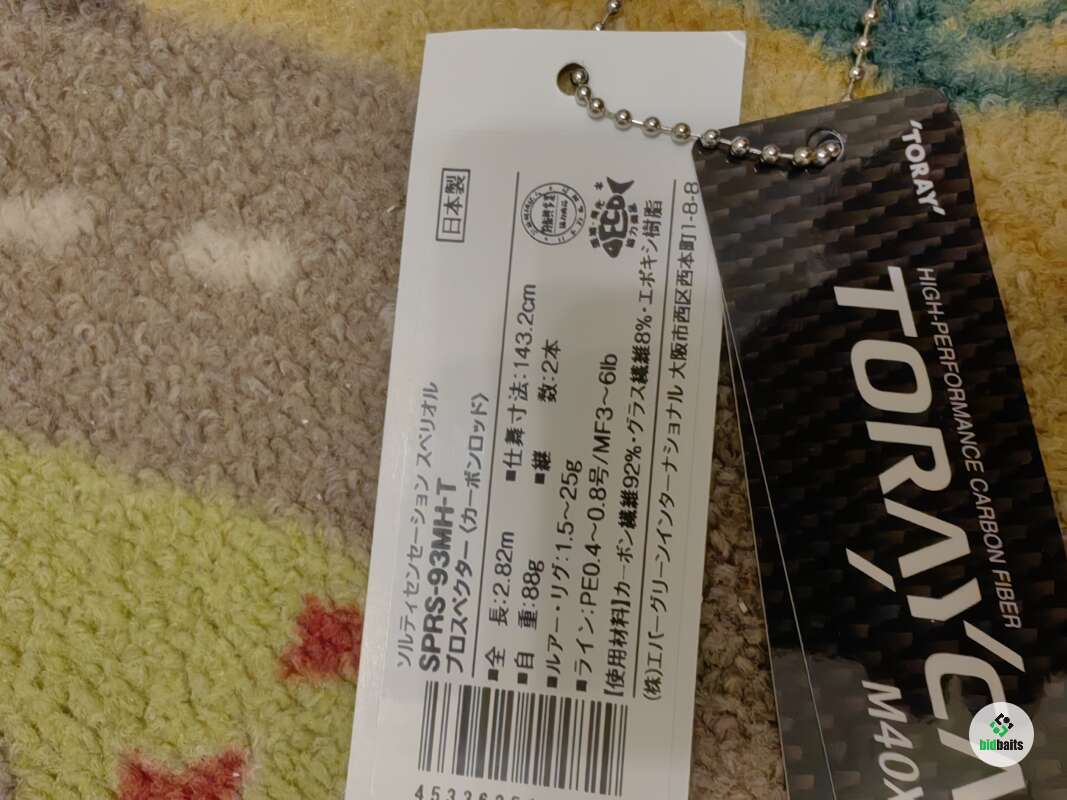 ソルティセンセーション スペリオル
SPRS-93MH-T
プロスペクター〈カーボンロッド〉
日本製
■全 長:2.82m ■仕舞寸法:143.2cm
■自 重:88g ■継 数:2本
■ルアー・リグ:1.5〜25g
■ライン:PE0.4〜0.8号/MF3〜6lb
【使用材料】カーボン繊維92%・グラス繊維8%・エポキシ樹脂
(株)エバーグリーンインターナショナル 大阪市西区西本町1-8-8
'TORAY'
HIGH-PERFORMANCE CARBON FIBER
TORAYCA
M40X
bidbaits